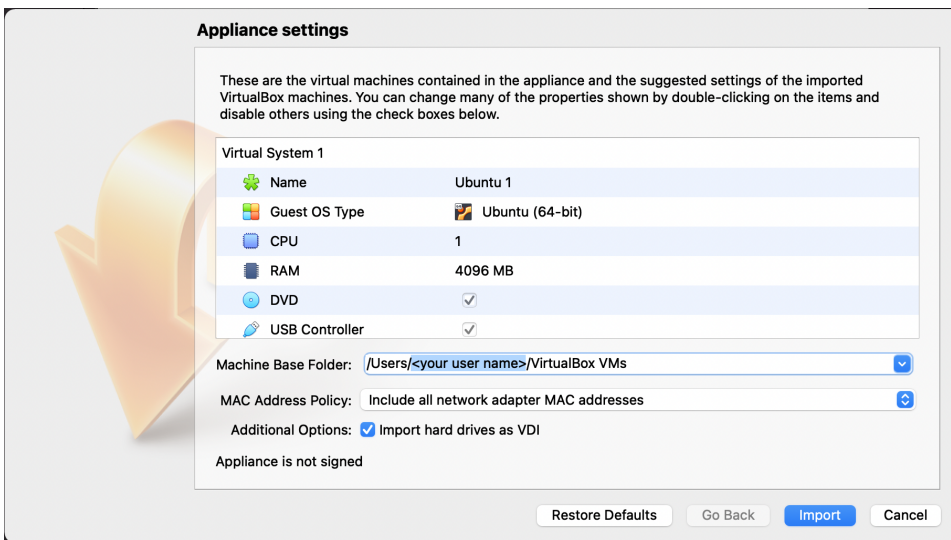 Appliance settings
These are the virtual machines contained in the appliance and the suggested settings of the imported
VirtualBox machines. You can change many of the properties shown by double-clicking on the items and
disable others using the check boxes below.
Virtual System 1
Name Ubuntu 1
Guest OS Type Ubuntu (64-bit)
CPU 1
RAM 4096 MB
DVD
USB Controller
Machine Base Folder: /Users/<your user name>/VirtualBox VMs
MAC Address Policy: Include all network adapter MAC addresses
Additional Options: Import hard drives as VDI
Appliance is not signed
Restore Defaults Go Back Import Cancel